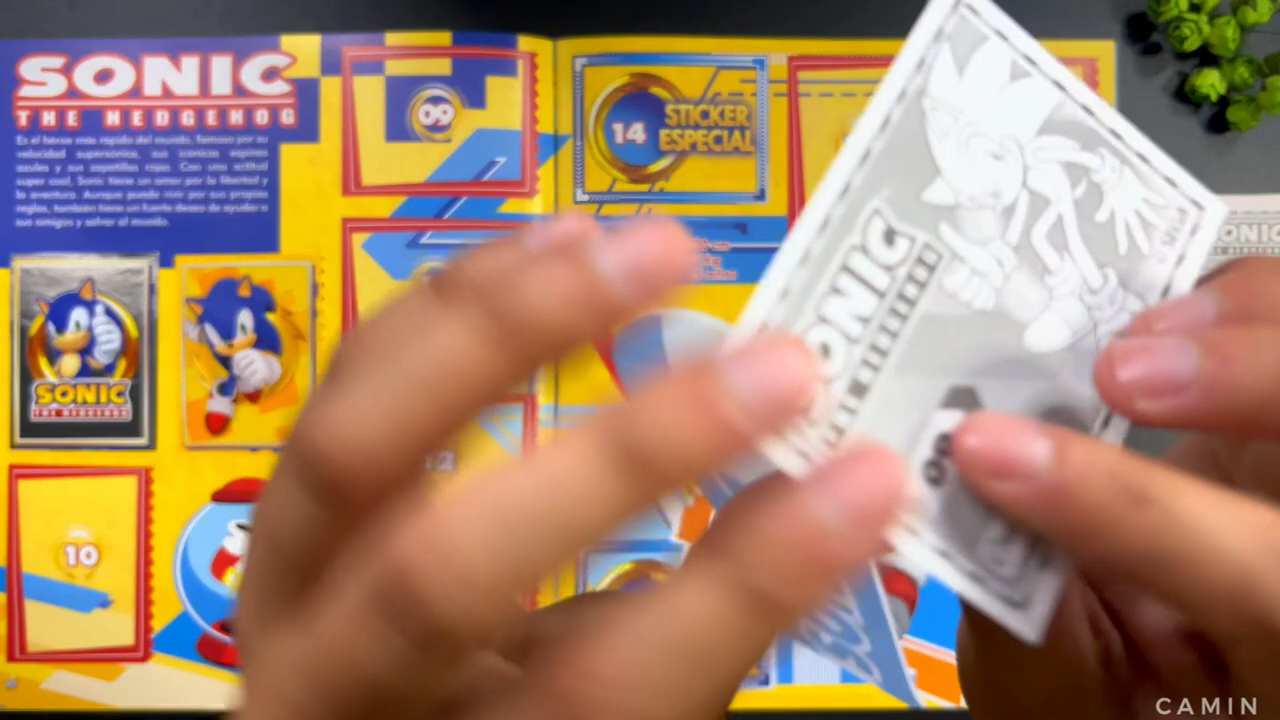 SONIC
THE HEDGEHOG
Es el héroe más rápido del mundo, famoso por su
velocidad supersónica, sus icónicas espinas
azules y sus zapatillas rojas. Con una actitud
super cool, Sonic tiene un amor por la libertad y
la aventura. Aunque puede vivir por sus propias
reglas, también tiene un fuerte deseo de ayudar a
sus amigos y salvar el mundo.
09
14
STICKER
ESPECIAL
SONIC
THE HEDGEHOG
10
12
SONIC
SONIC
CAMIN